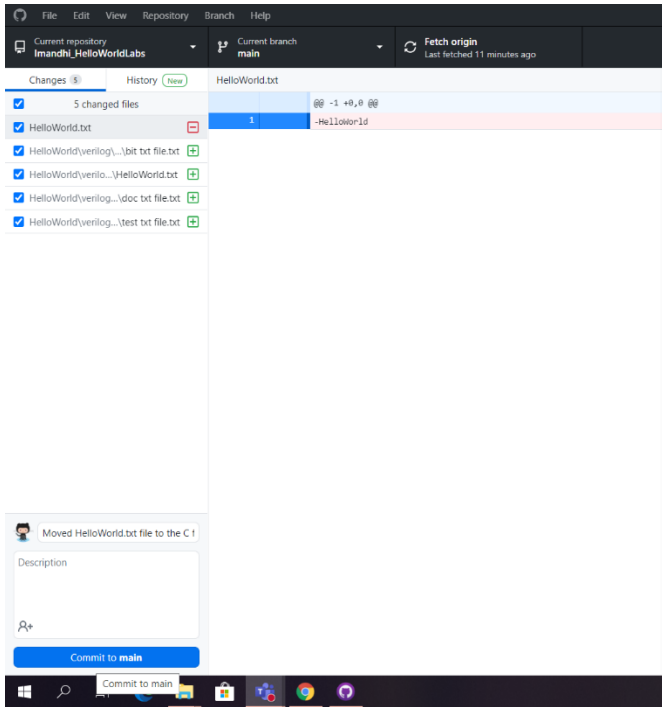 File Edit View Repository Branch Help
Current repository
Imandhi_HelloWorldLabs
Current branch
main
Fetch origin
Last fetched 11 minutes ago
Changes 5
History New
HelloWorld.txt
5 changed files
@@ -1 +0,0 @@
HelloWorld.txt
1 -HelloWorld
HelloWorld\verilog\...\bit txt file.txt
HelloWorld\verilo...\HelloWorld.txt
HelloWorld\verilog...\doc txt file.txt
HelloWorld\verilog...\test txt file.txt
Moved HelloWorld.txt file to the C f
Description
Commit to main
Commit to main